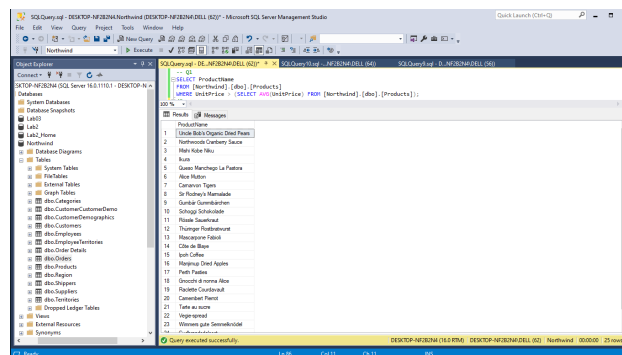 SQLQuery.sql - DESKTOP-NF2B2N4.Northwind (DESKTOP-NF2B2N4\DELL (62))* - Microsoft SQL Server Management Studio
Quick Launch (Ctrl+Q)
File Edit View Query Project Tools Window Help
New Query
Northwind
Execute
Object Explorer
Connect
SKTOP-NF2B2N4 (SQL Server 16.0.1110.1 - DESKTOP-N
Databases
System Databases
Database Snapshots
Lab03
Lab2
Lab2_Home
Northwind
Database Diagrams
Tables
System Tables
FileTables
External Tables
Graph Tables
dbo.Categories
dbo.CustomerCustomerDemo
dbo.CustomerDemographics
dbo.Customers
dbo.Employees
dbo.EmployeeTerritories
dbo.Order Details
dbo.Orders
dbo.Products
dbo.Region
dbo.Shippers
dbo.Suppliers
dbo.Territories
Dropped Ledger Tables
Views
External Resources
Synonyms
SQLQuery.sql - DE...NF2B2N4\DELL (62))*
SQLQuery10.sql -...NF2B2N4\DELL (64))
SQLQuery9.sql - D...NF2B2N4\DELL (56))
-- Q1
SELECT ProductName
FROM [Northwind].[dbo].[Products]
WHERE UnitPrice > (SELECT AVG(UnitPrice) FROM [Northwind].[dbo].[Products]);
100 %
Results Messages
ProductName
1 Uncle Bob's Organic Dried Pears
2 Northwoods Cranberry Sauce
3 Mishi Kobe Niku
4 Ikura
5 Queso Manchego La Pastora
6 Alice Mutton
7 Carnarvon Tigers
8 Sir Rodney's Marmalade
9 Gumbär Gummibärchen
10 Schoggi Schokolade
11 Rössle Sauerkraut
12 Thüringer Rostbratwurst
13 Mascarpone Fabioli
14 Côte de Blaye
15 Ipoh Coffee
16 Manjimup Dried Apples
17 Perth Pasties
18 Gnocchi di nonna Alice
19 Raclette Courdavault
20 Camembert Pierrot
21 Tarte au sucre
22 Vegie-spread
23 Wimmers gute Semmelknödel
Query executed successfully.
DESKTOP-NF2B2N4 (16.0 RTM) DESKTOP-NF2B2N4\DELL (62) Northwind 00:00:00 25 rows
Ready
Ln 86
Col 11
Ch 11
INS